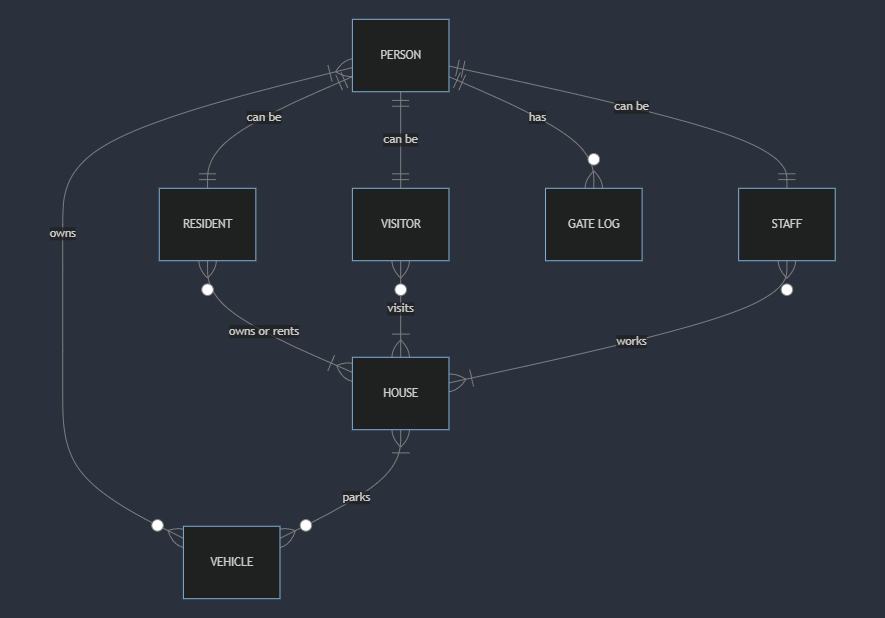 PERSON
can be
can be
has
can be
RESIDENT
VISITOR
GATE LOG
STAFF
owns
visits
owns or rents
works
HOUSE
parks
VEHICLE